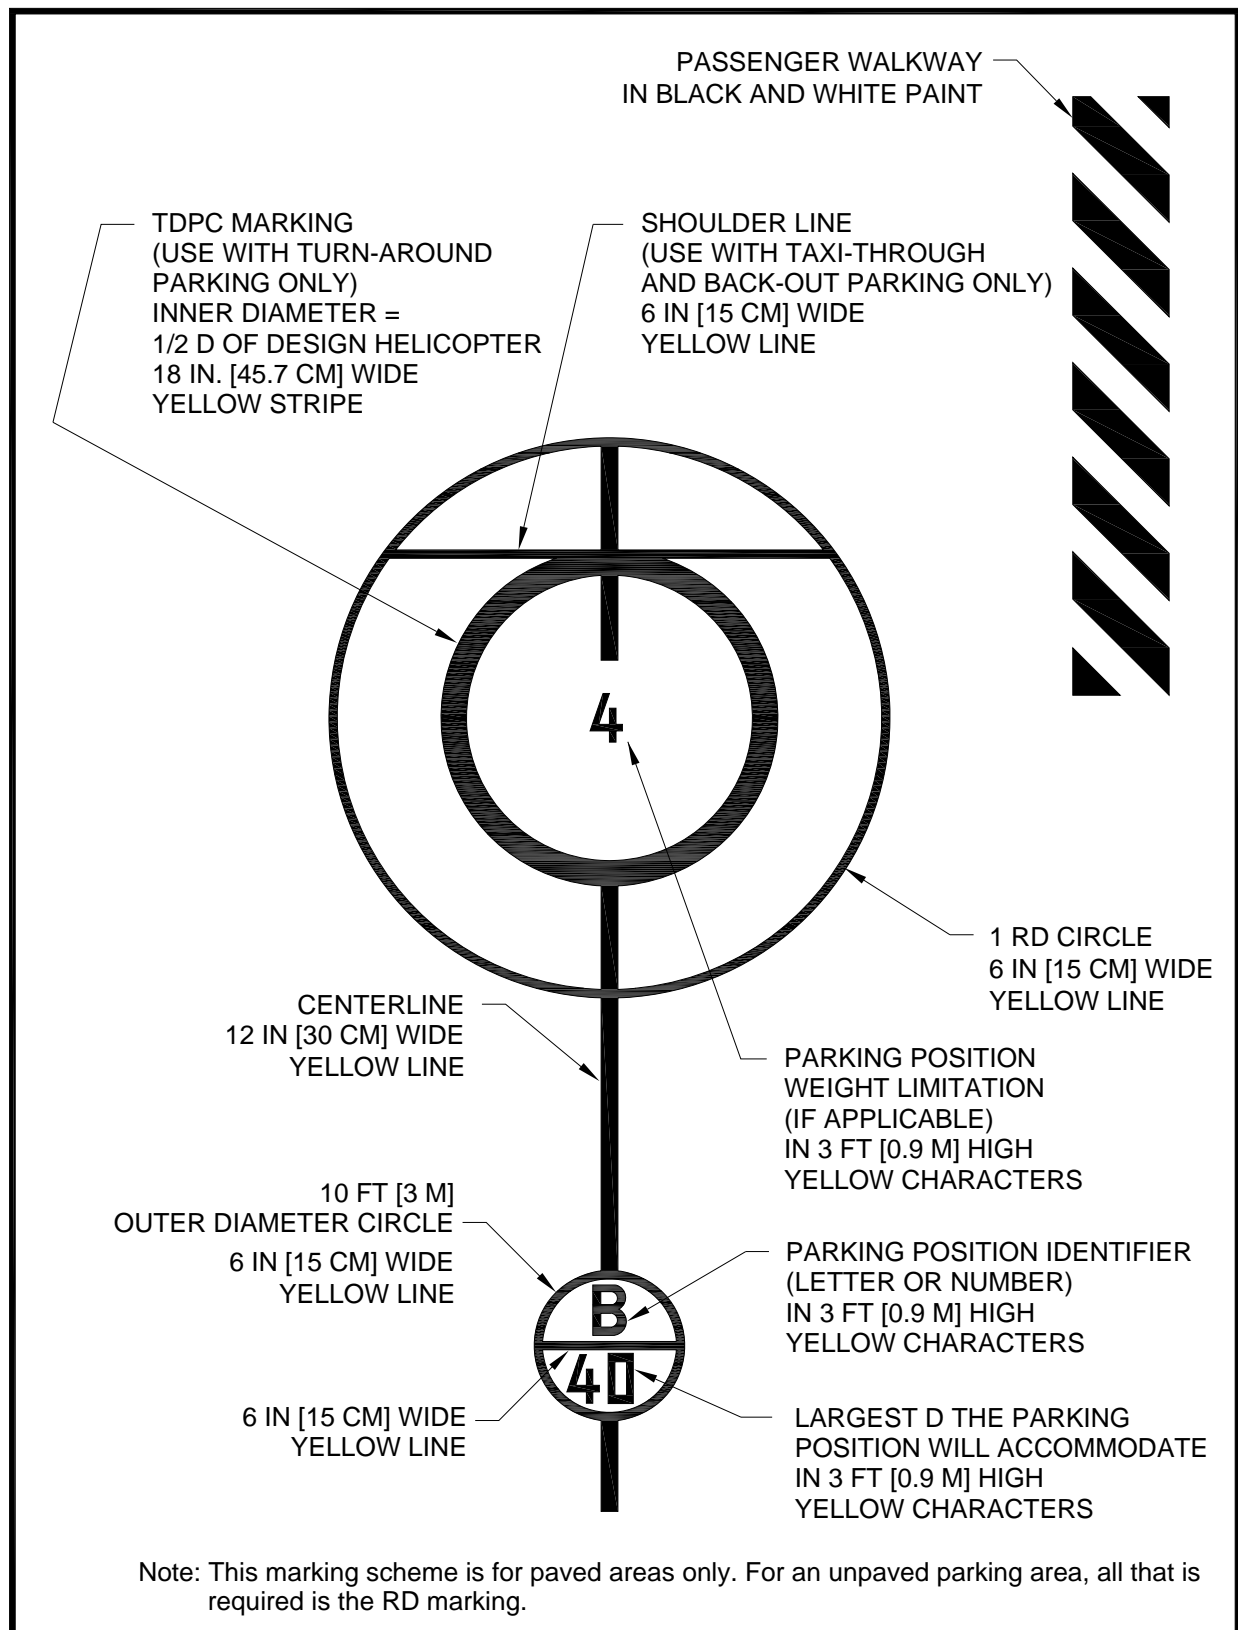 PASSENGER WALKWAY
IN BLACK AND WHITE PAINT
TDPC MARKING
(USE WITH TURN-AROUND
PARKING ONLY)
INNER DIAMETER =
1/2 D OF DESIGN HELICOPTER
18 IN. [45.7 CM] WIDE
YELLOW STRIPE
SHOULDER LINE
(USE WITH TAXI-THROUGH
AND BACK-OUT PARKING ONLY)
6 IN [15 CM] WIDE
YELLOW LINE
4
1 RD CIRCLE
6 IN [15 CM] WIDE
YELLOW LINE
CENTERLINE
12 IN [30 CM] WIDE
YELLOW LINE
PARKING POSITION
WEIGHT LIMITATION
(IF APPLICABLE)
IN 3 FT [0.9 M] HIGH
YELLOW CHARACTERS
10 FT [3 M]
OUTER DIAMETER CIRCLE
6 IN [15 CM] WIDE
YELLOW LINE
PARKING POSITION IDENTIFIER
(LETTER OR NUMBER)
IN 3 FT [0.9 M] HIGH
YELLOW CHARACTERS
B
40
6 IN [15 CM] WIDE
YELLOW LINE
LARGEST D THE PARKING
POSITION WILL ACCOMMODATE
IN 3 FT [0.9 M] HIGH
YELLOW CHARACTERS
Note: This marking scheme is for paved areas only. For an unpaved parking area, all that is
required is the RD marking.